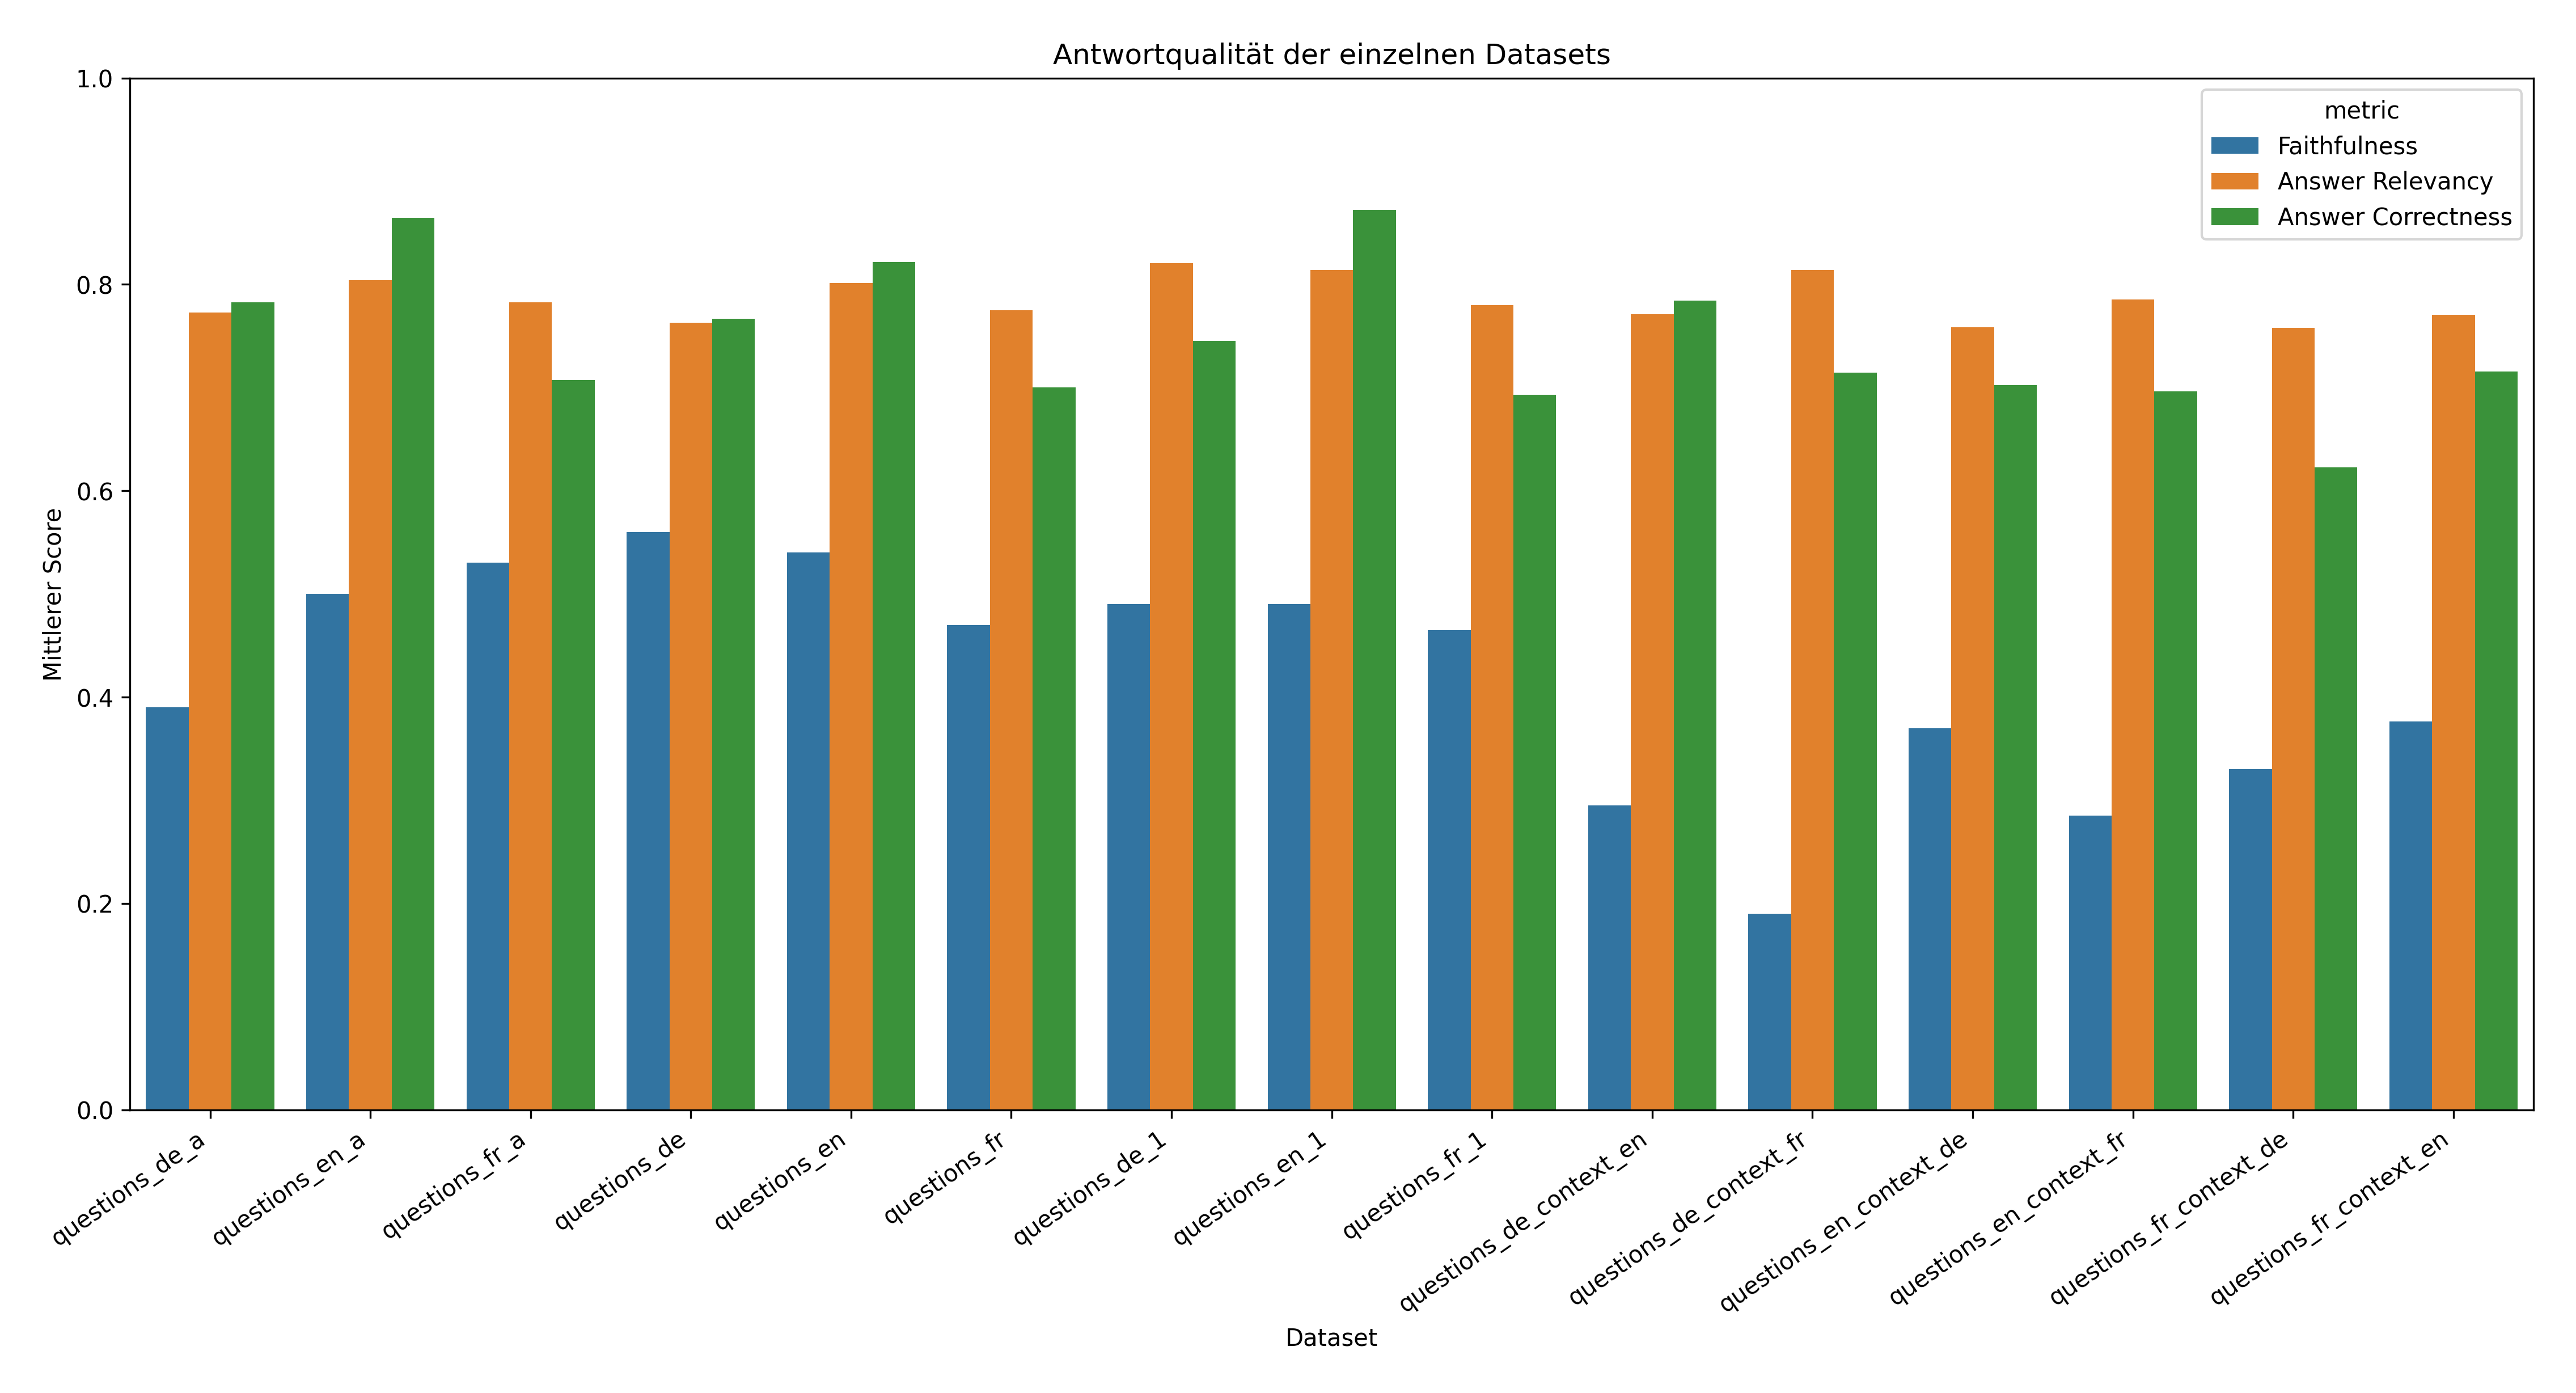 Antwortqualität der einzelnen Datasets
metric
Faithfulness
Answer Relevancy
Answer Correctness
Mittlerer Score
1.0
0.8
0.6
0.4
0.2
0.0
questions_de_a
questions_en_a
questions_fr_a
questions_de
questions_en
questions_fr
questions_de_1
questions_en_1
questions_fr_1
questions_de_context_en
questions_de_context_fr
questions_en_context_de
questions_en_context_fr
questions_fr_context_de
questions_fr_context_en
Dataset